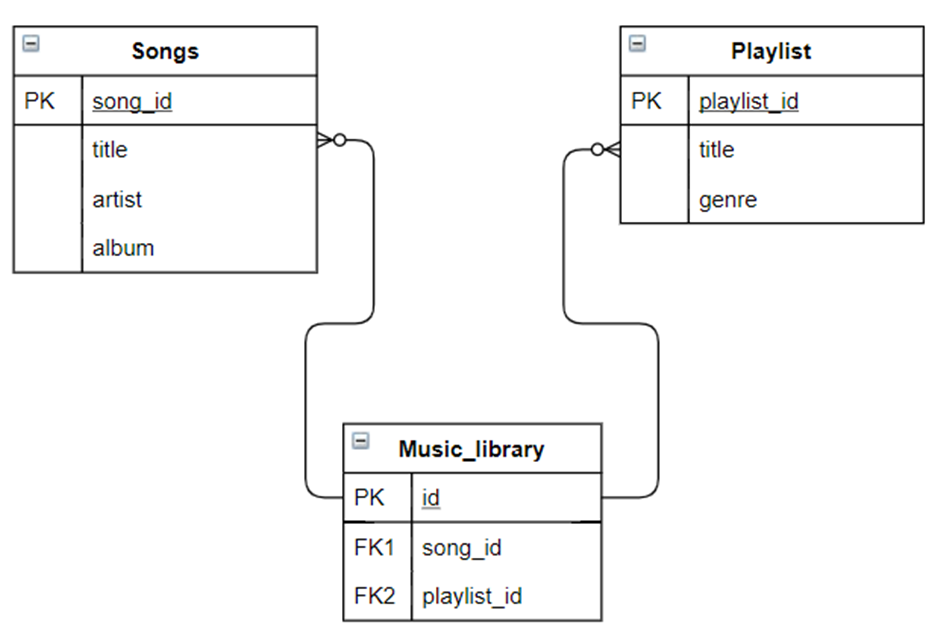 Songs
PK song_id
title
artist
album
Playlist
PK playlist_id
title
genre
Music_library
PK id
FK1 song_id
FK2 playlist_id